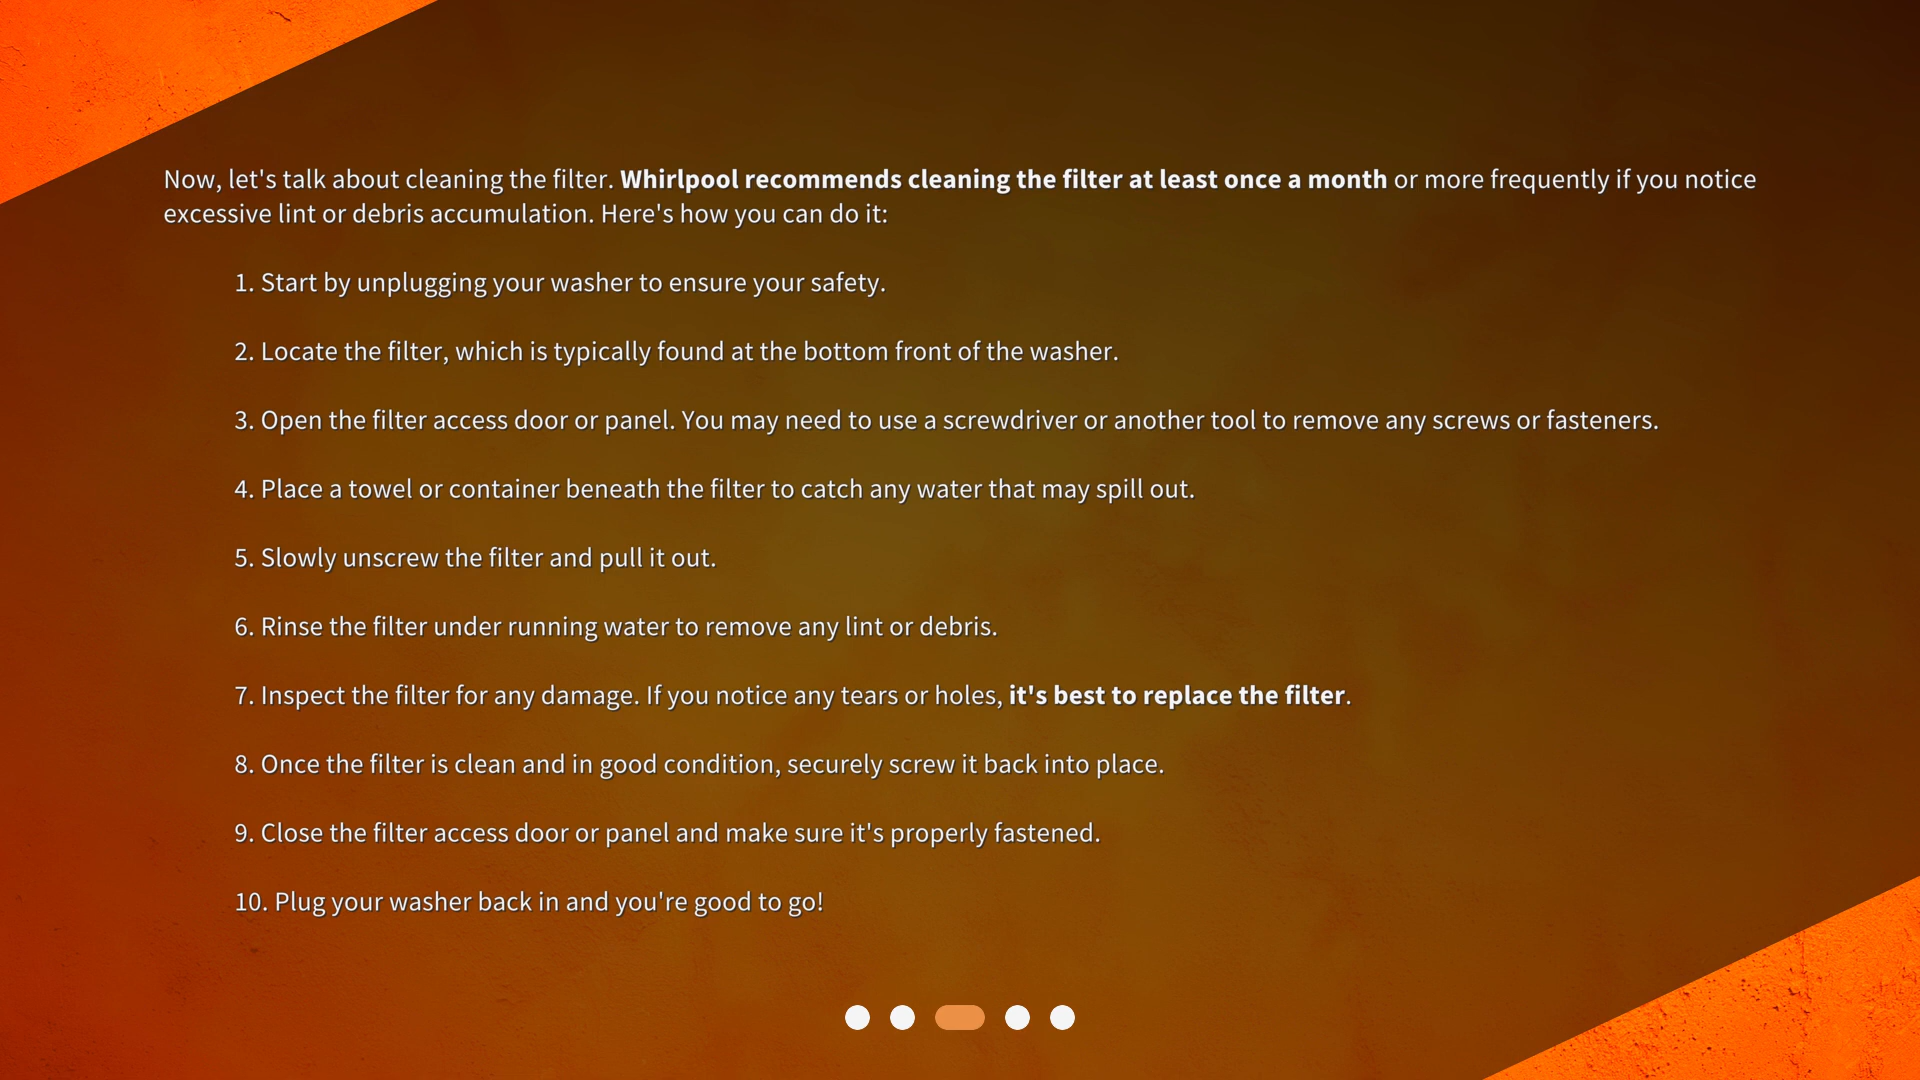 Now, let's talk about cleaning the filter. Whirlpool recommends cleaning the filter at least once a month or more frequently if you notice
excessive lint or debris accumulation. Here's how you can do it:
1. Start by unplugging your washer to ensure your safety.
2. Locate the filter, which is typically found at the bottom front of the washer.
3. Open the filter access door or panel. You may need to use a screwdriver or another tool to remove any screws or fasteners.
4. Place a towel or container beneath the filter to catch any water that may spill out.
5. Slowly unscrew the filter and pull it out.
6. Rinse the filter under running water to remove any lint or debris.
7. Inspect the filter for any damage. If you notice any tears or holes, it's best to replace the filter.
8. Once the filter is clean and in good condition, securely screw it back into place.
9. Close the filter access door or panel and make sure it's properly fastened.
10. Plug your washer back in and you're good to go!